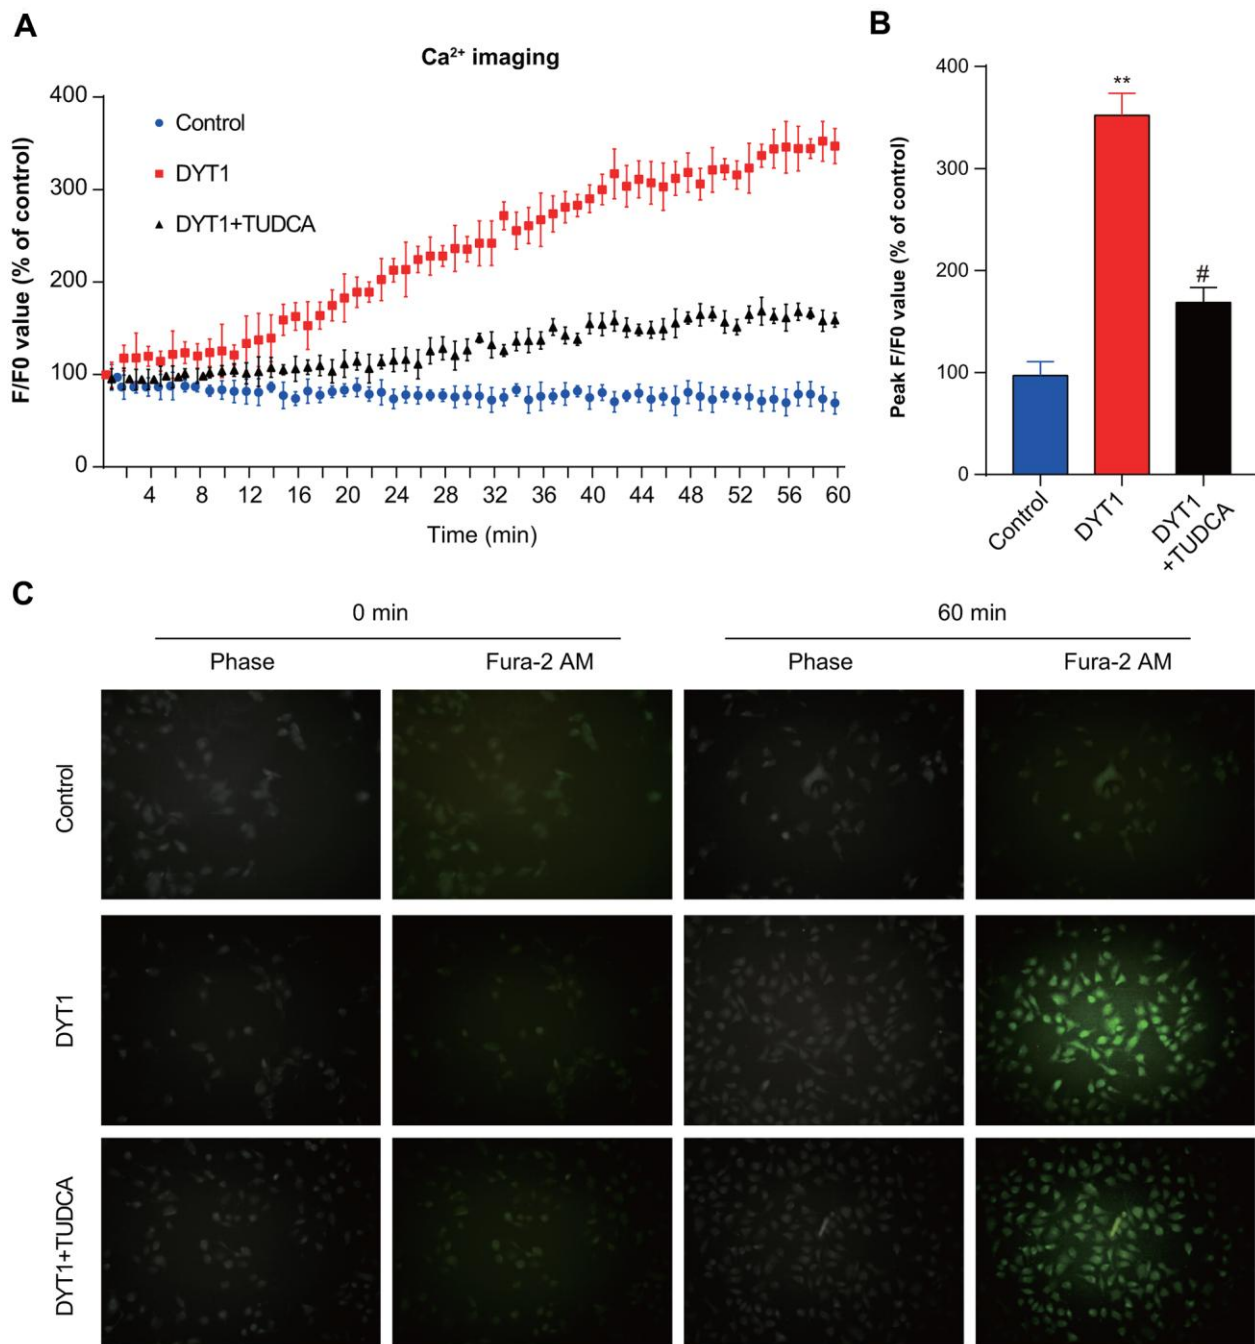 A
Ca²⁺ imaging
F/F0 value (% of control)
400
300
200
100
0
Control
DYT1
DYT1+TUDCA
4 8 12 16 20 24 28 32 36 40 44 48 52 56 60
Time (min)
B
Peak F/F0 value (% of control)
400
300
200
100
0
**
#
Control
DYT1
DYT1
+TUDCA
C
0 min 60 min
Phase Fura-2 AM Phase Fura-2 AM
Control
DYT1
DYT1+TUDCA